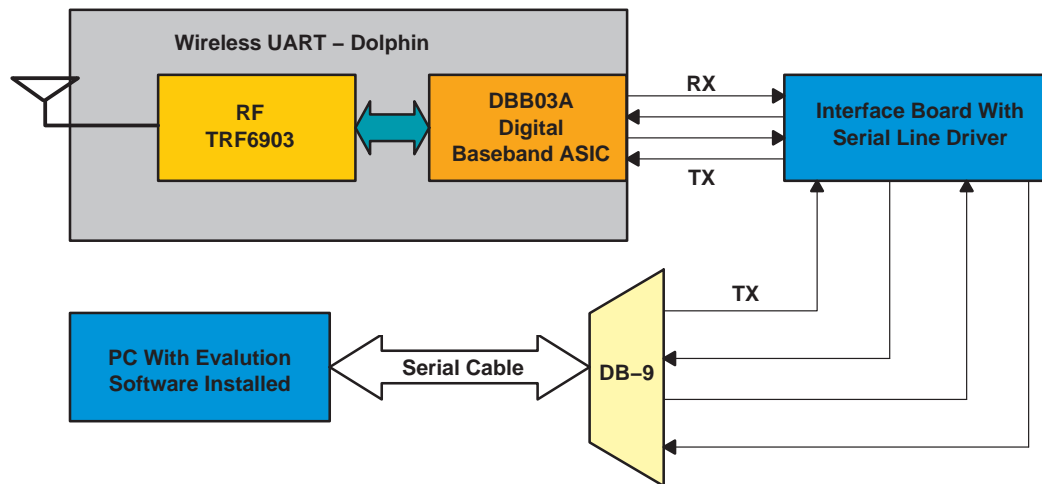 Wireless UART – Dolphin
RF
TRF6903
DBB03A
Digital
Baseband ASIC
RX
TX
Interface Board With
Serial Line Driver
TX
PC With Evalution
Software Installed
Serial Cable
DB–9